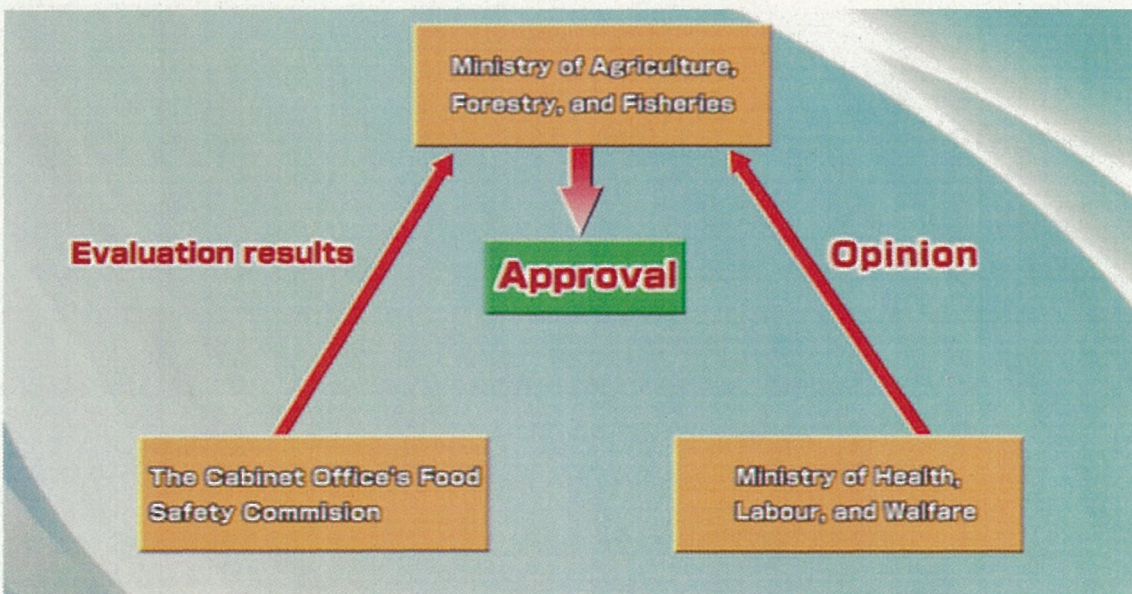 Ministry of Agriculture,
Forestry, and Fisheries
Evaluation results
Approval
Opinion
The Cabinet Office's Food
Safety Commision
Ministry of Health,
Labour, and Walfare